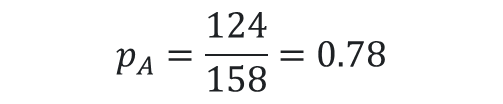 p_A = 124/158 = 0.78